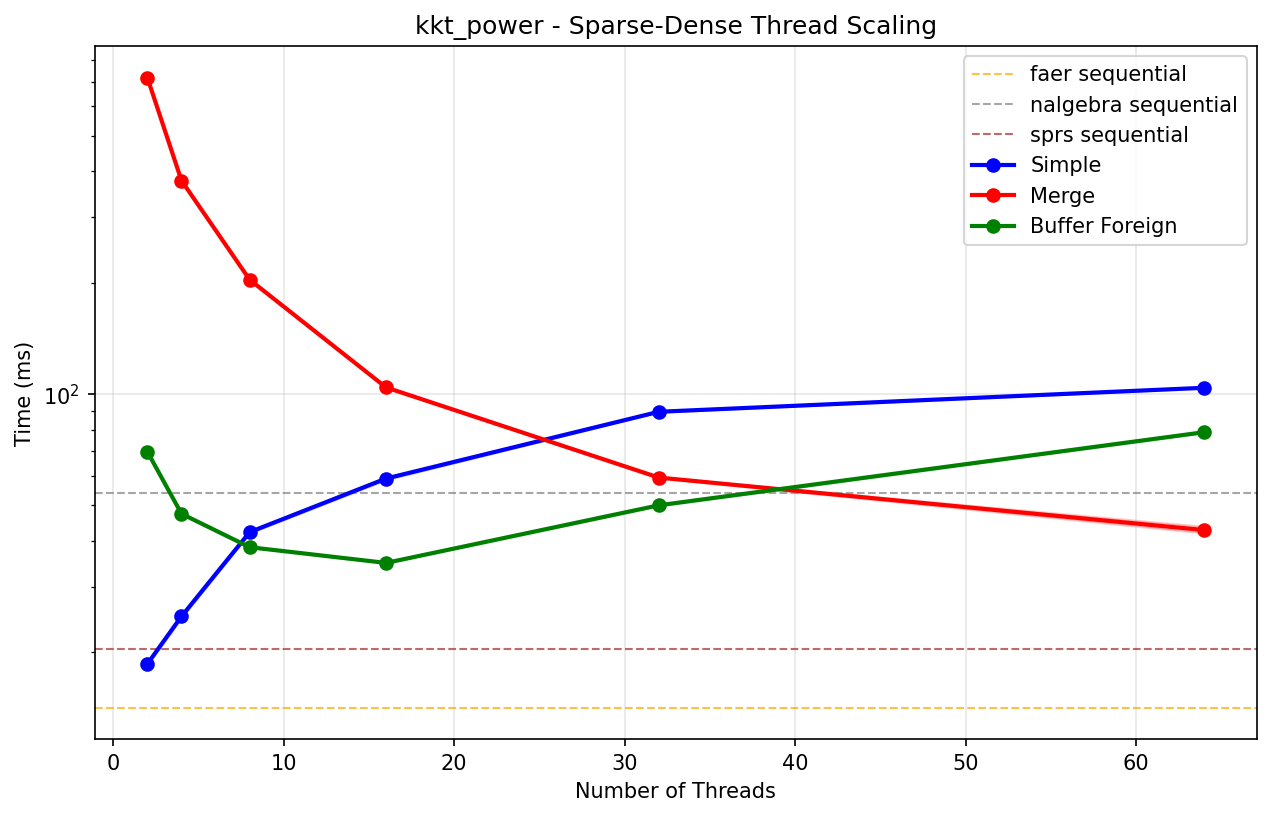 kkt_power - Sparse-Dense Thread Scaling
faer sequential
nalgebra sequential
sprs sequential
Simple
Merge
Buffer Foreign
Time (ms)
10²
0 10 20 30 40 50 60
Number of Threads